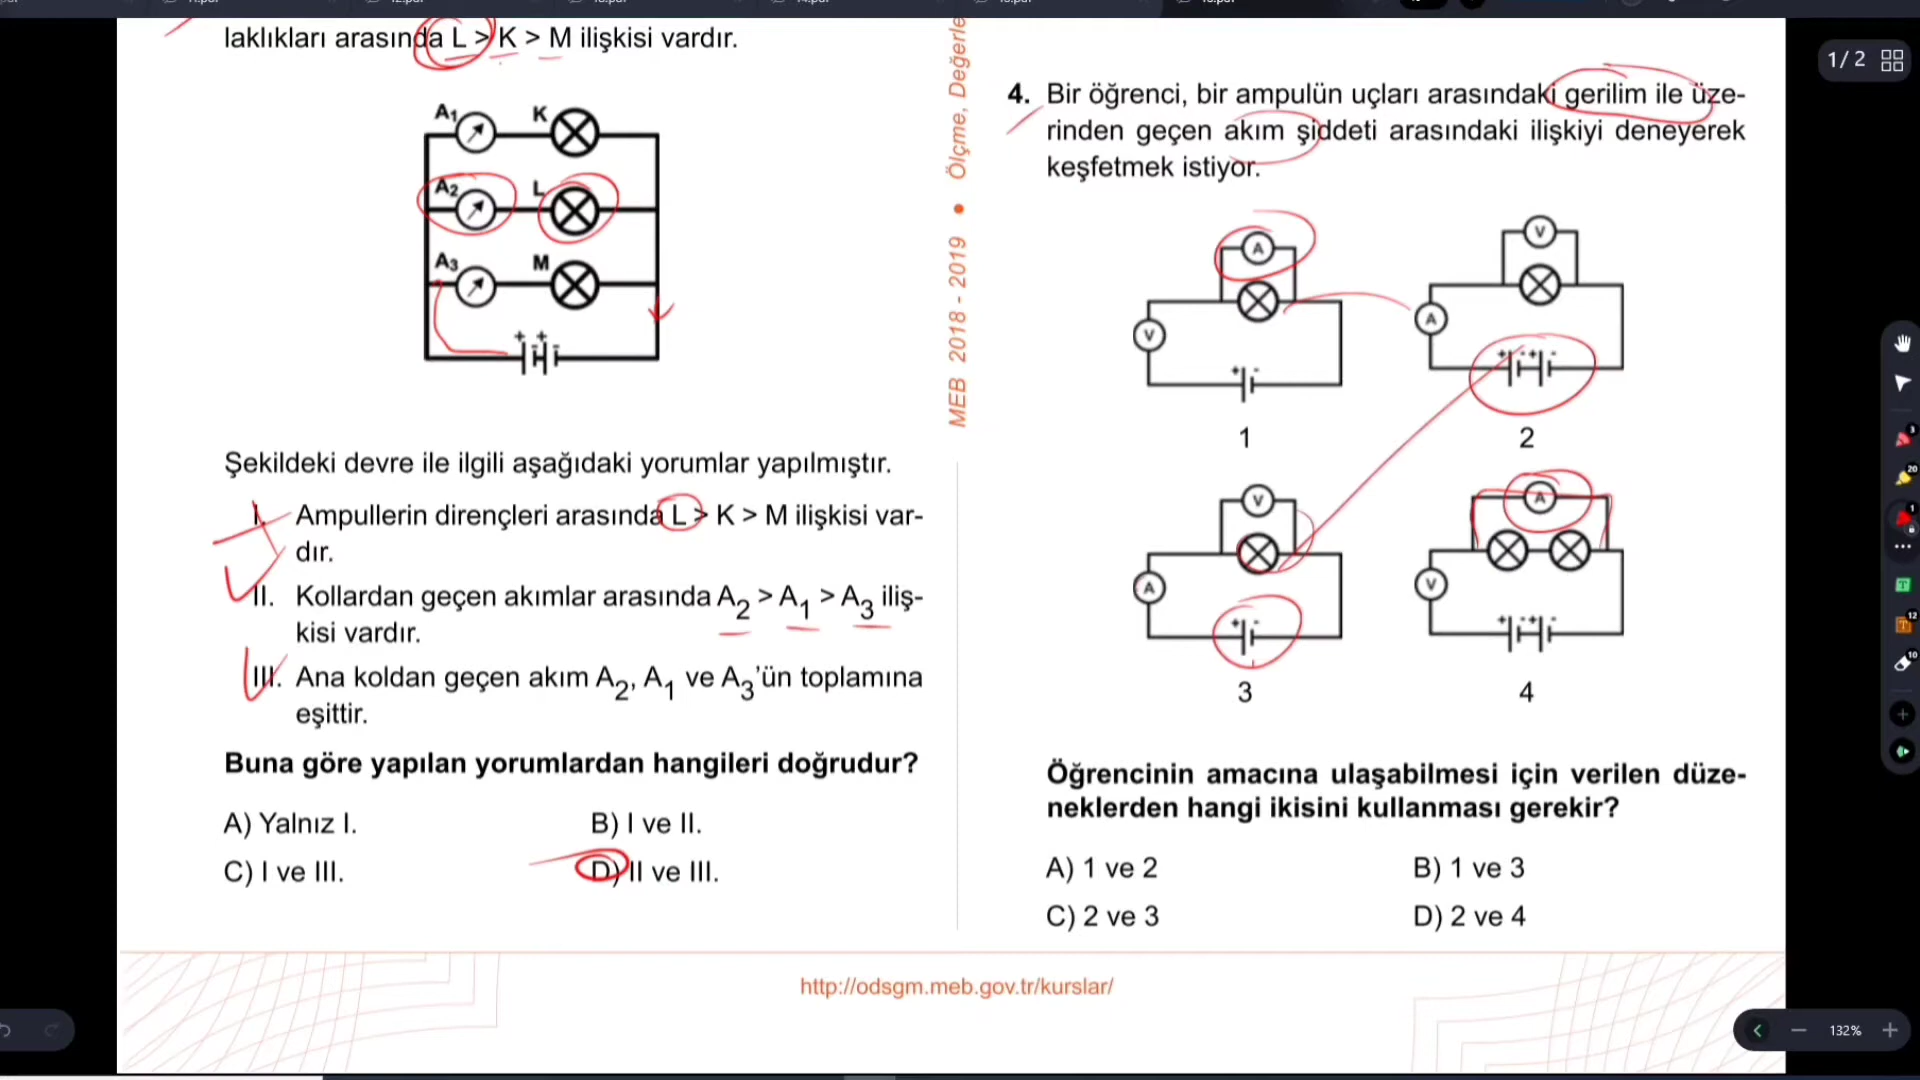 laklıkları arasında L > K > M ilişkisi vardır.
A1
K
A2
L
A3
M
+ +
- -
Şekildeki devre ile ilgili aşağıdaki yorumlar yapılmıştır.
I. Ampullerin dirençleri arasında L > K > M ilişkisi var-
dır.
II. Kollardan geçen akımlar arasında A2 > A1 > A3 iliş-
kisi vardır.
III. Ana koldan geçen akım A2, A1 ve A3'ün toplamına
eşittir.
Buna göre yapılan yorumlardan hangileri doğrudur?
A) Yalnız I.
B) I ve II.
C) I ve III.
D) II ve III.
MEB 2018 - 2019 • Ölçme, Değerle
4. Bir öğrenci, bir ampulün uçları arasındaki gerilim ile üze-
rinden geçen akım şiddeti arasındaki ilişkiyi deneyerek
keşfetmek istiyor.
A
V
+ -
1
V
A
+ - + -
2
V
A
+ -
3
A
V
+ - + -
4
Öğrencinin amacına ulaşabilmesi için verilen düze-
neklerden hangi ikisini kullanması gerekir?
A) 1 ve 2
B) 1 ve 3
C) 2 ve 3
D) 2 ve 4
http://odsgm.meb.gov.tr/kurslar/
1/ 2
3
20
1
T
T
12
10
132%